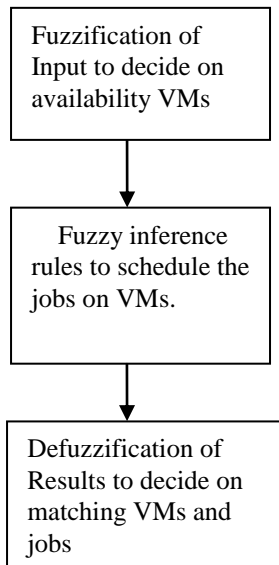 Fuzzification of
Input to decide on
availability VMs
Fuzzy inference
rules to schedule the
jobs on VMs.
Defuzzification of
Results to decide on
matching VMs and
jobs